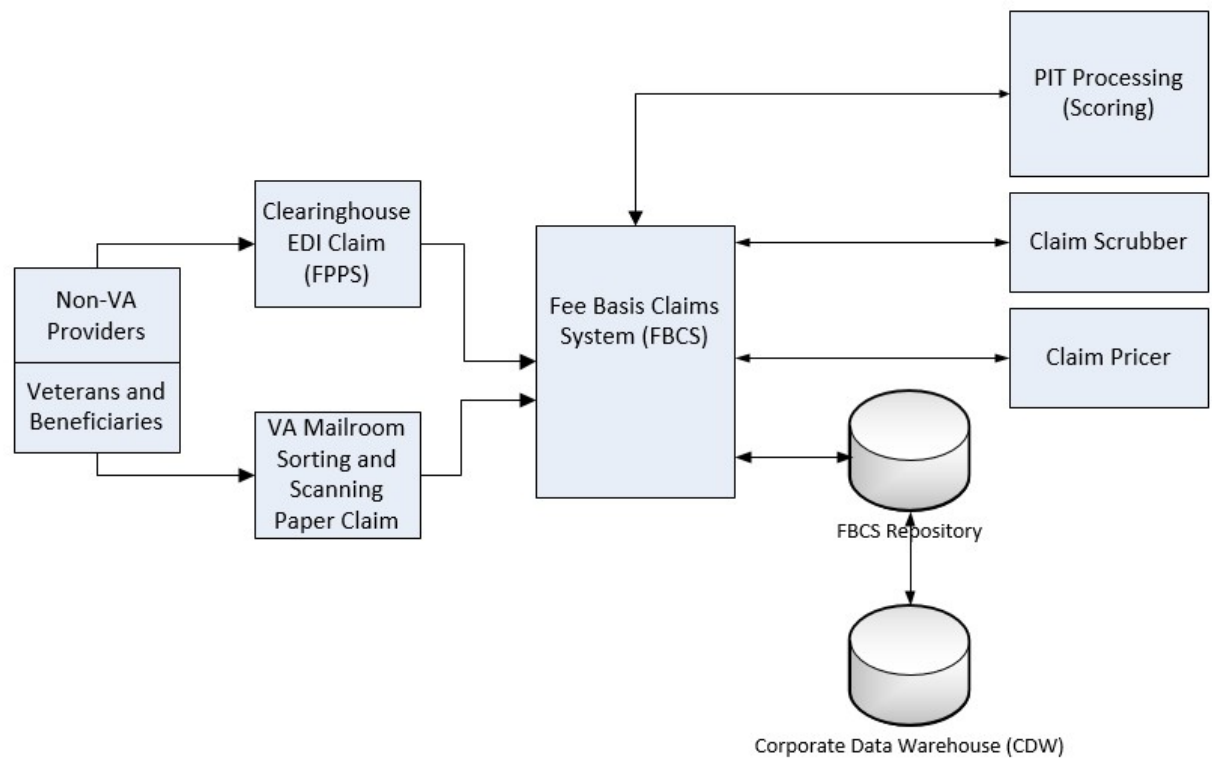 PIT Processing
(Scoring)
Clearinghouse
EDI Claim
(FPPS)
Claim Scrubber
Non-VA
Providers
Fee Basis Claims
System (FBCS)
Claim Pricer
Veterans and
Beneficiaries
VA Mailroom
Sorting and
Scanning
Paper Claim
FBCS Repository
Corporate Data Warehouse (CDW)